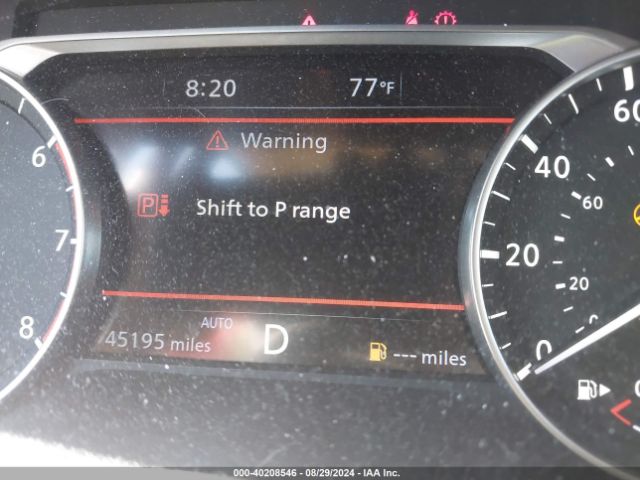 8:20 77°F
Warning
Shift to P range
P
AUTO
45195 miles D --- miles
6
7
8
60
40
20
0
60
20
0
000-40208546 - 08/29/2024 - IAA Inc.